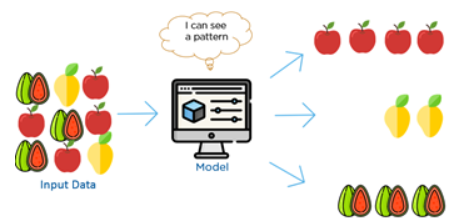 I can see
a pattern
Input Data
Model